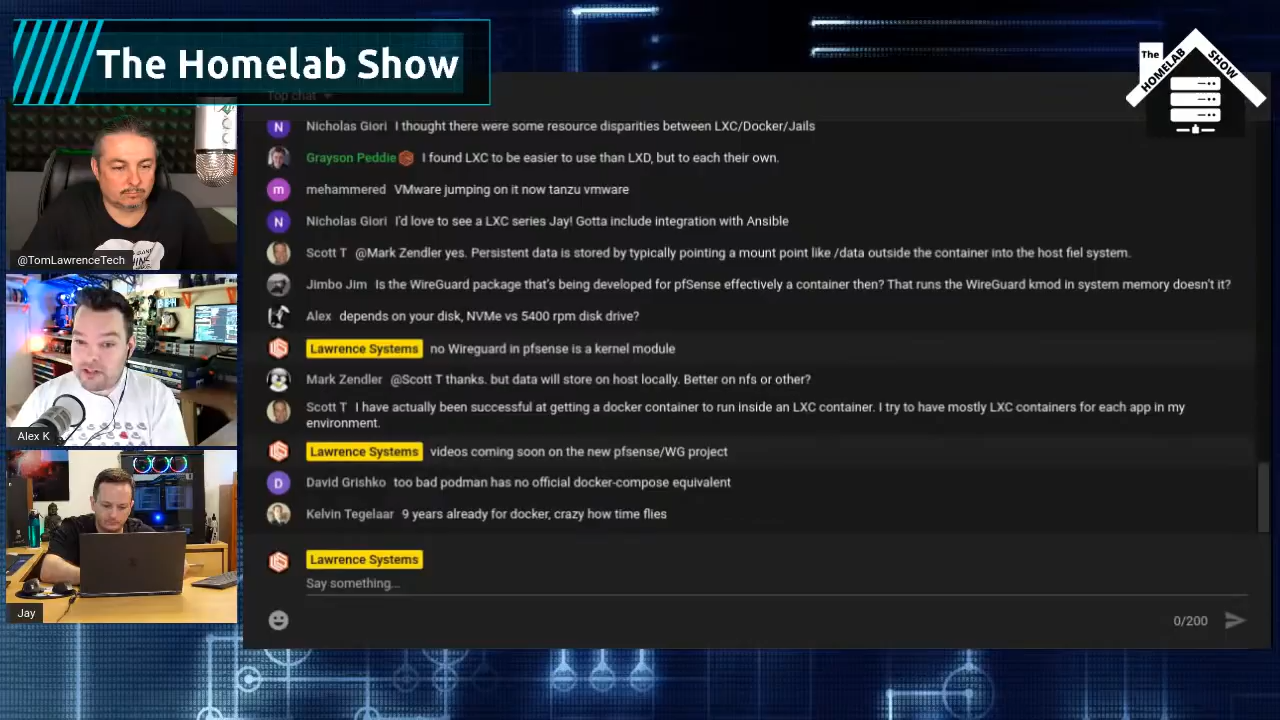 The Homelab Show
The
HOMELAB
SHOW
Top chat
Nicholas Giori I thought there were some resource disparities between LXC/Docker/Jails
Grayson Peddie I found LXC to be easier to use than LXD, but to each their own.
m mehammered VMware jumping on it now tanzu vmware
N Nicholas Giori I'd love to see a LXC series Jay! Gotta include integration with Ansible
Scott T @Mark Zendler yes. Persistent data is stored by typically pointing a mount point like /data outside the container into the host fiel system.
Jimbo Jim Is the WireGuard package that's being developed for pfSense effectively a container then? That runs the WireGuard kmod in system memory doesn't it?
Alex depends on your disk, NVMe vs 5400 rpm disk drive?
Lawrence Systems no Wireguard in pfsense is a kernel module
Mark Zendler @Scott T thanks. but data will store on host locally. Better on nfs or other?
Scott T I have actually been successful at getting a docker container to run inside an LXC container. I try to have mostly LXC containers for each app in my
environment.
Lawrence Systems videos coming soon on the new pfsense/WG project
D David Grishko too bad podman has no official docker-compose equivalent
Kelvin Tegelaar 9 years already for docker, crazy how time flies
Lawrence Systems
Say something...
0/200
@TomLawrenceTech
Alex K
Jay